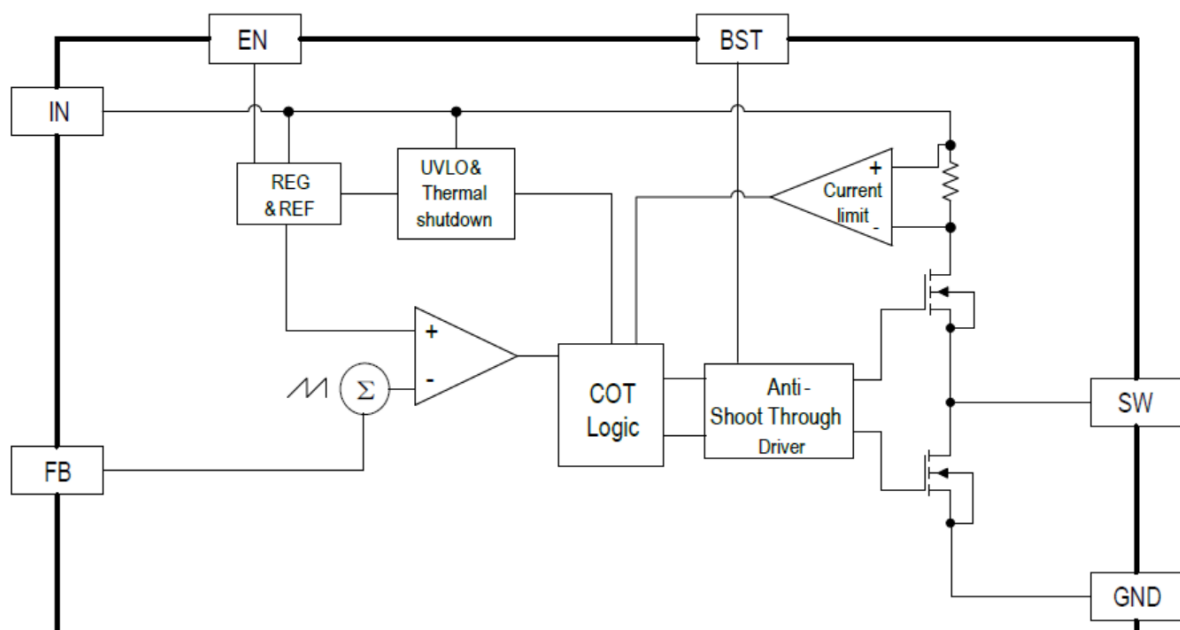 EN
BST
IN
REG
&REF
UVLO&
Thermal
shutdown
+
Current
limit
-
+
-
Σ
COT
Logic
Anti-
Shoot Through
Driver
SW
FB
GND